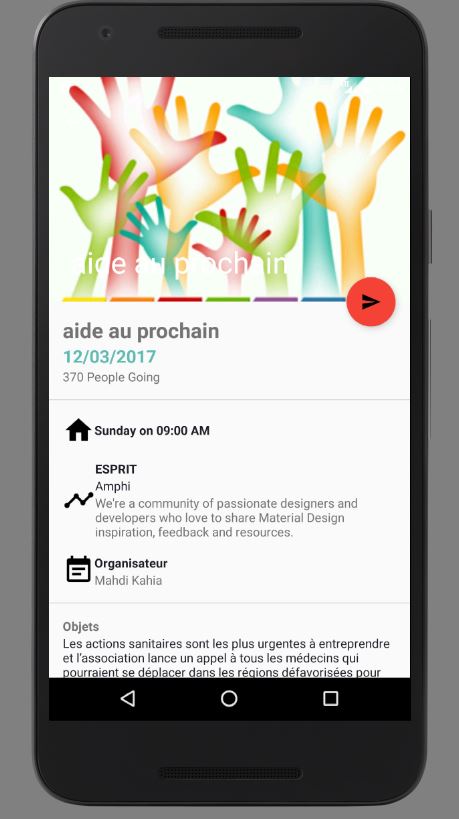 aide au prochain
aide au prochain
12/03/2017
370 People Going
Sunday on 09:00 AM
ESPRIT
Amphi
We're a community of passionate designers and
developers who love to share Material Design
inspiration, feedback and resources.
Organisateur
Mahdi Kahia
Objets
Les actions sanitaires sont les plus urgentes à entreprendre
et l'association lance un appel à tous les médecins qui
pourraient se déplacer dans les régions défavorisées pour